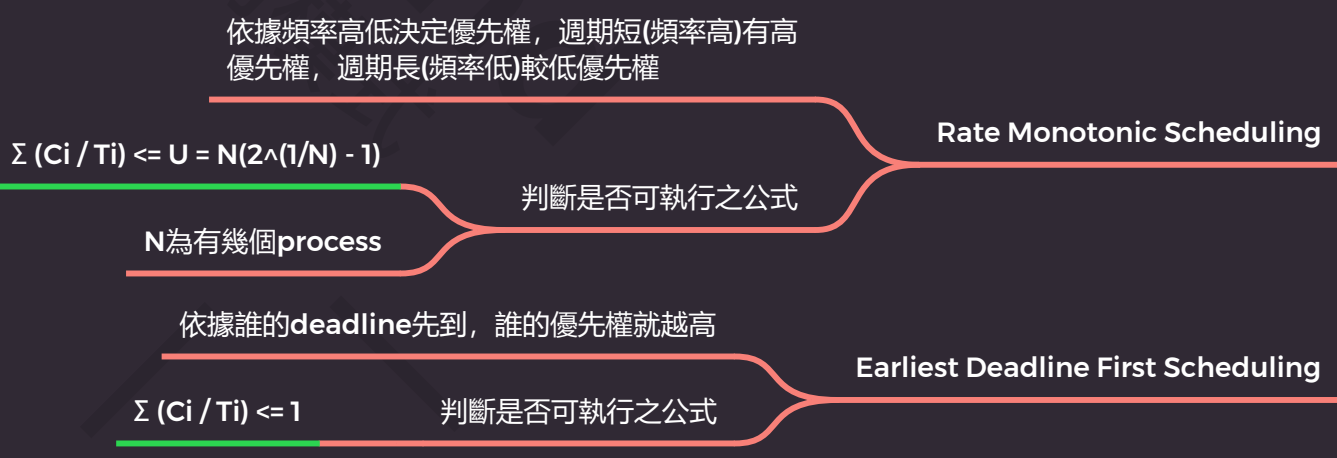 依據頻率高低決定優先權，週期短(頻率高)有高
優先權，週期長(頻率低)較低優先權
Rate Monotonic Scheduling
Σ (Ci / Ti) <= U = N(2^(1/N) - 1)
判斷是否可執行之公式
N為有幾個process
依據誰的deadline先到，誰的優先權就越高
Earliest Deadline First Scheduling
Σ (Ci / Ti) <= 1
判斷是否可執行之公式